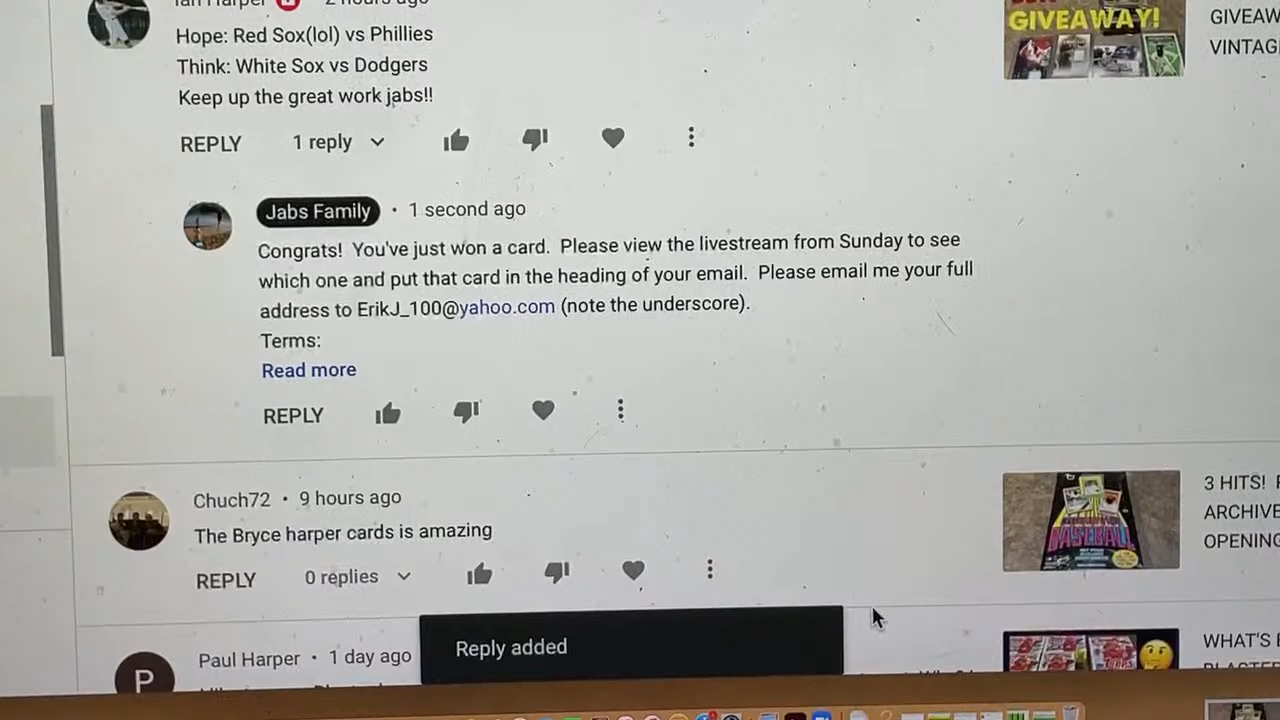 Ian Harper 2 hours ago
Hope: Red Sox(lol) vs Phillies
Think: White Sox vs Dodgers
Keep up the great work jabs!!
REPLY 1 reply
GIVEAWAY!
GIVEAW
VINTAG
Jabs Family • 1 second ago
Congrats! You've just won a card. Please view the livestream from Sunday to see
which one and put that card in the heading of your email. Please email me your full
address to ErikJ_100@yahoo.com (note the underscore).
Terms:
Read more
REPLY
Chuch72 • 9 hours ago
The Bryce harper cards is amazing
REPLY 0 replies
BASEBALL
3 HITS!
ARCHIVE
OPENING
P
Paul Harper • 1 day ago
Reply added
WHAT'S